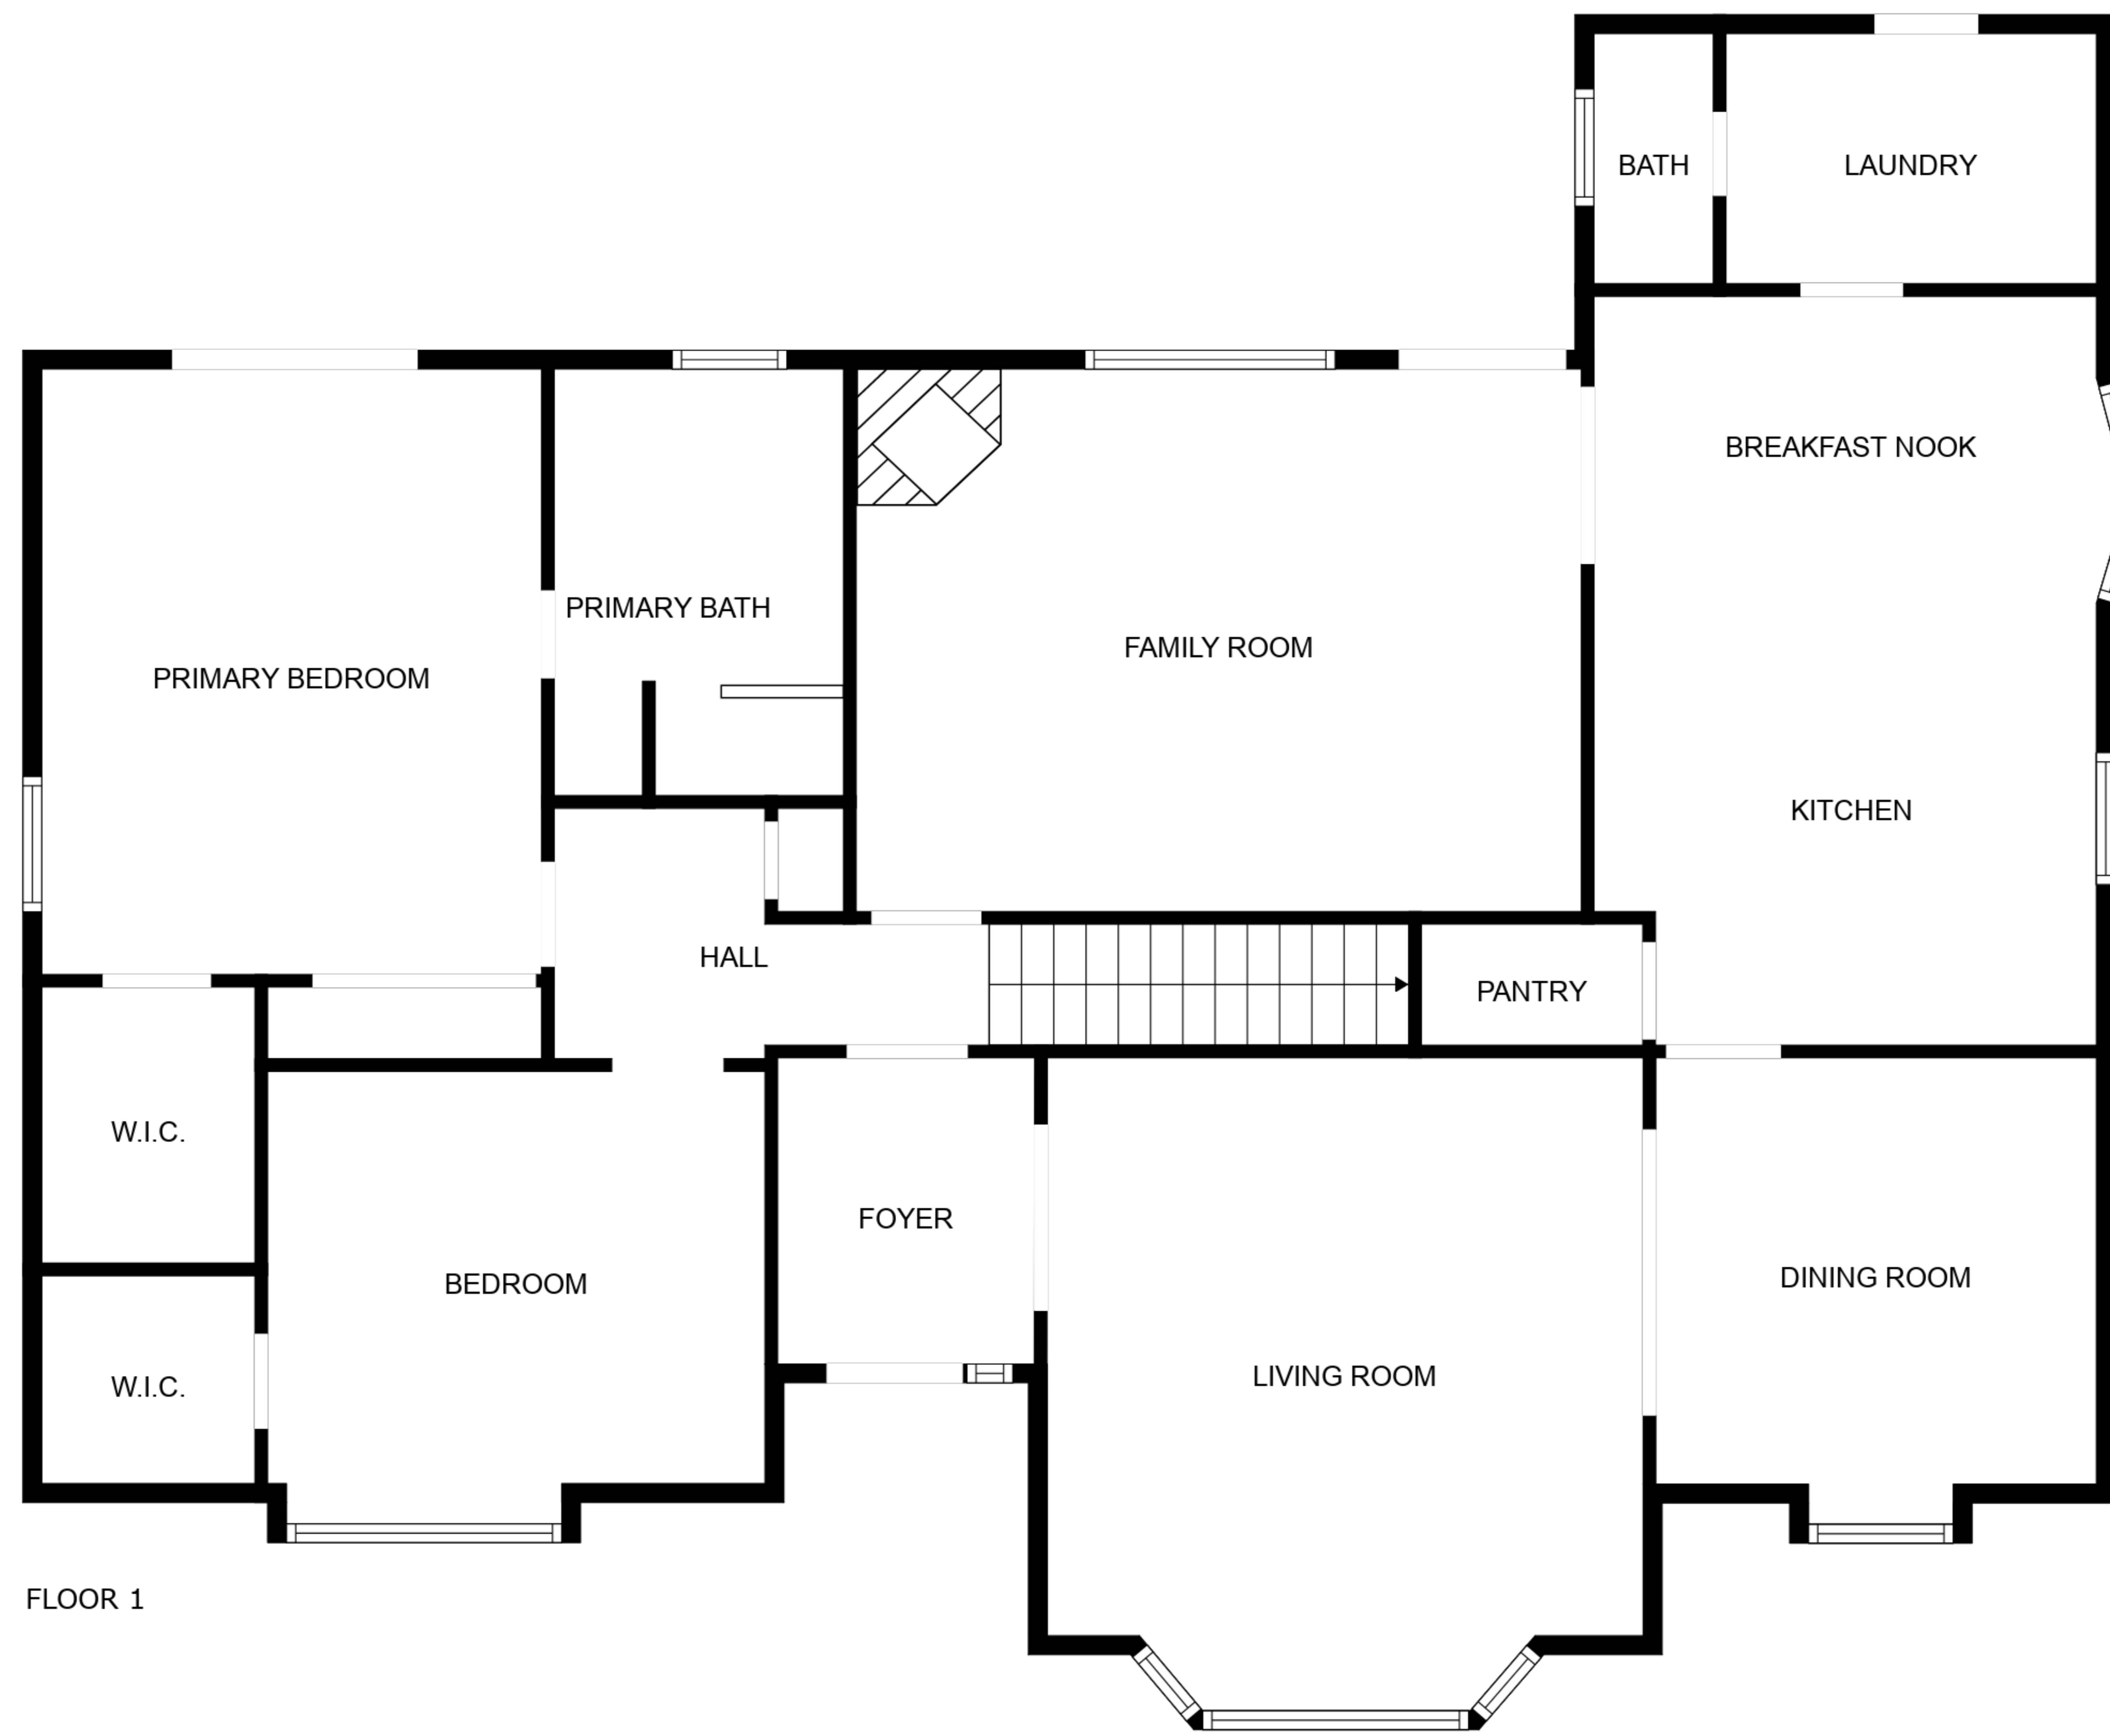 BATH
LAUNDRY
BREAKFAST NOOK
PRIMARY BATH
FAMILY ROOM
PRIMARY BEDROOM
KITCHEN
HALL
PANTRY
W.I.C.
FOYER
DINING ROOM
BEDROOM
LIVING ROOM
W.I.C.
FLOOR 1